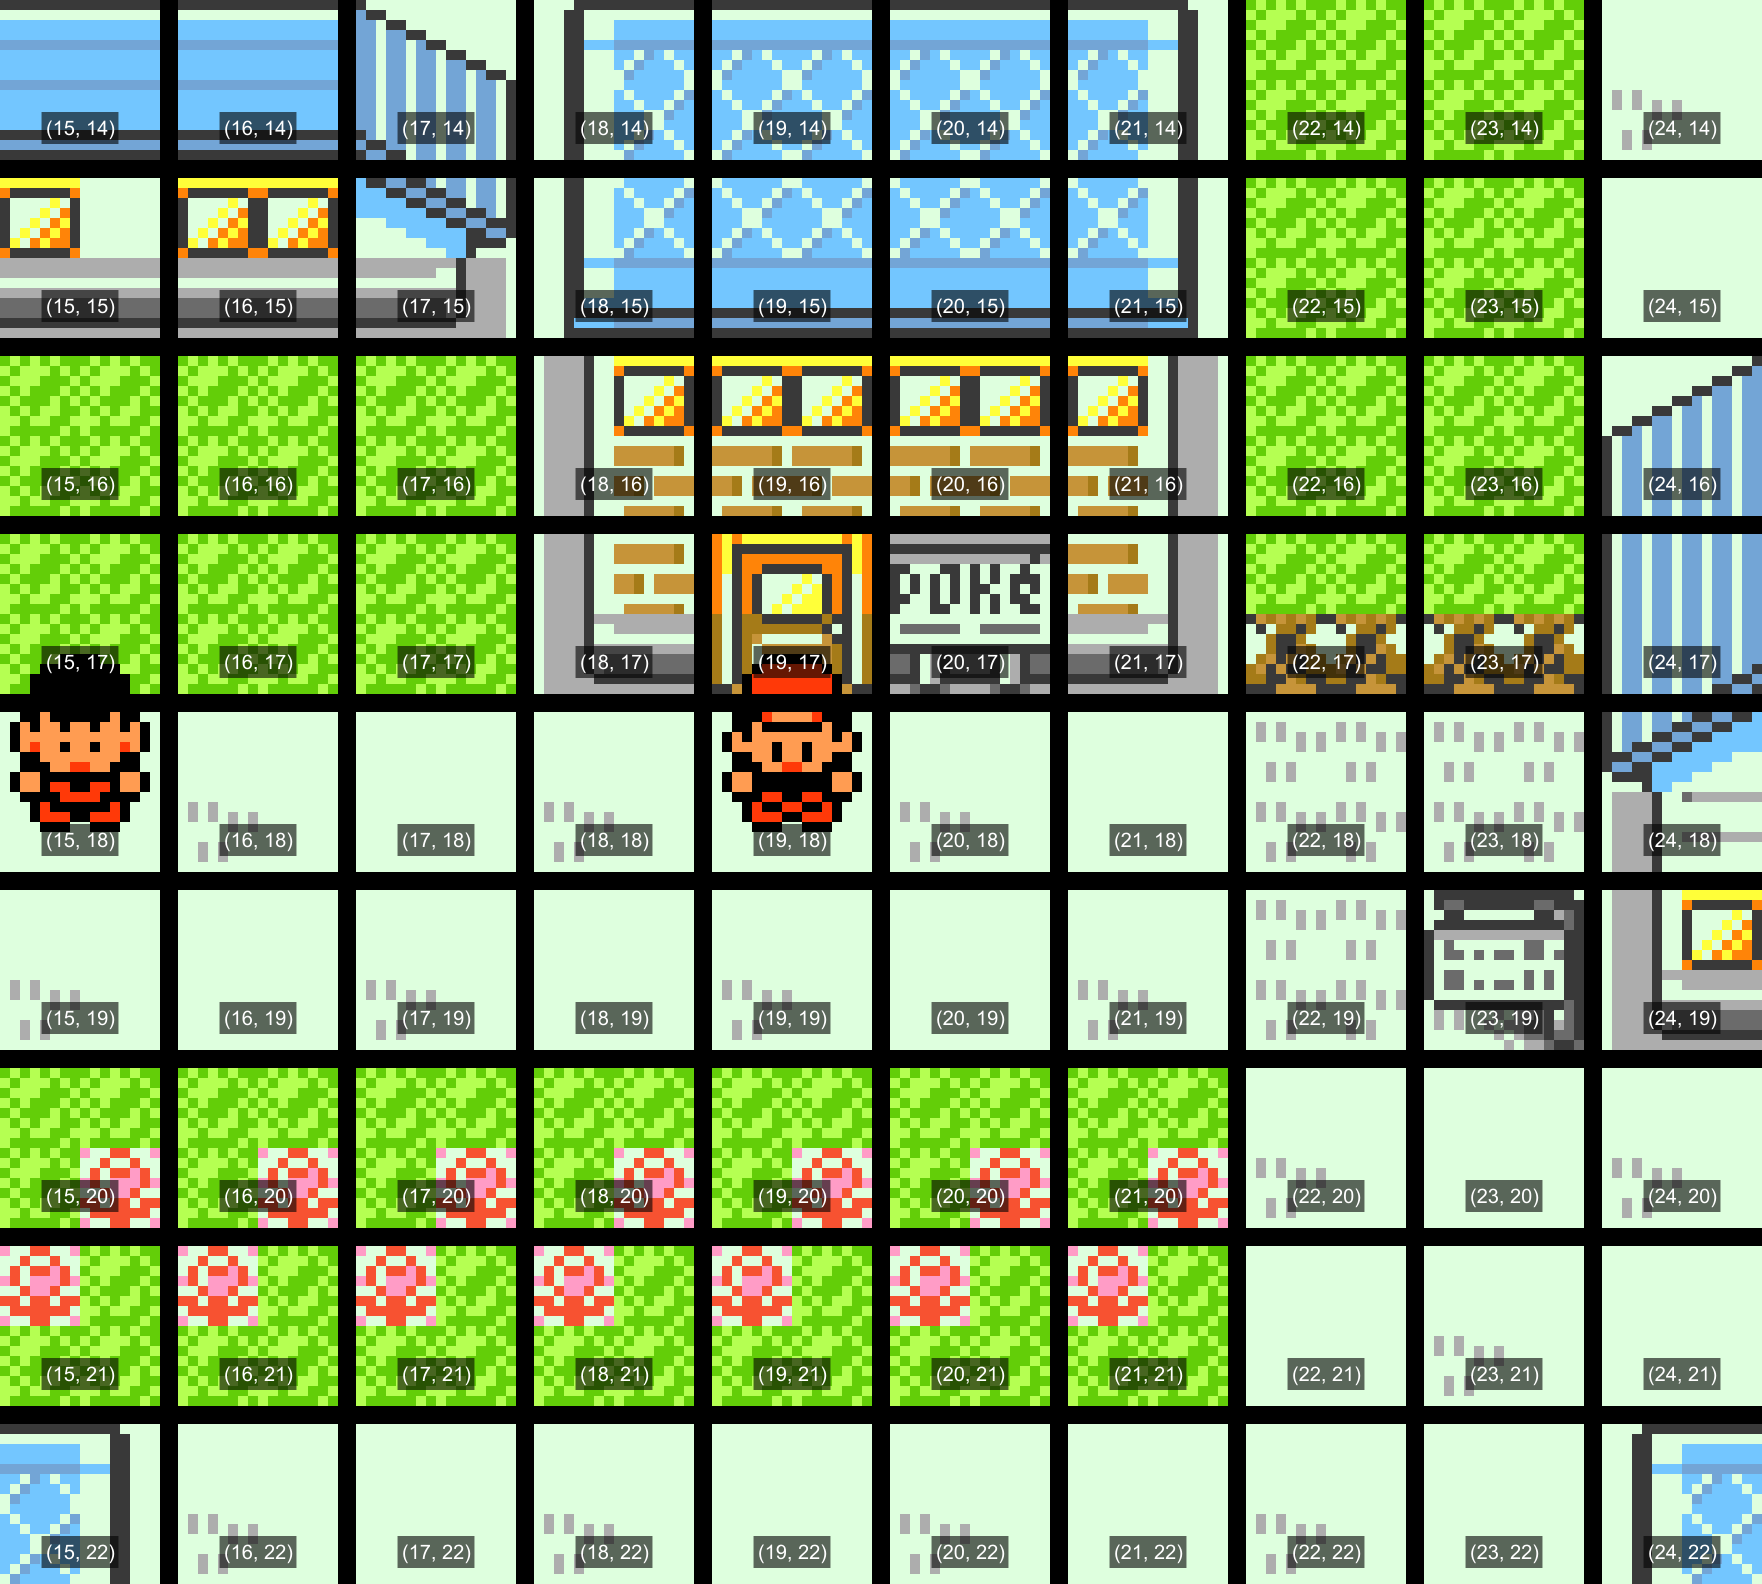 (15, 14) (16, 14) (17, 14) (18, 14) (19, 14) (20, 14) (21, 14) (22, 14) (23, 14) (24, 14)
(15, 15) (16, 15) (17, 15) (18, 15) (19, 15) (20, 15) (21, 15) (22, 15) (23, 15) (24, 15)
(15, 16) (16, 16) (17, 16) (18, 16) (19, 16) (20, 16) (21, 16) (22, 16) (23, 16) (24, 16)
POKé
(15, 17) (16, 17) (17, 17) (18, 17) (19, 17) (20, 17) (21, 17) (22, 17) (23, 17) (24, 17)
(15, 18) (16, 18) (17, 18) (18, 18) (19, 18) (20, 18) (21, 18) (22, 18) (23, 18) (24, 18)
(15, 19) (16, 19) (17, 19) (18, 19) (19, 19) (20, 19) (21, 19) (22, 19) (23, 19) (24, 19)
(15, 20) (16, 20) (17, 20) (18, 20) (19, 20) (20, 20) (21, 20) (22, 20) (23, 20) (24, 20)
(15, 21) (16, 21) (17, 21) (18, 21) (19, 21) (20, 21) (21, 21) (22, 21) (23, 21) (24, 21)
(15, 22) (16, 22) (17, 22) (18, 22) (19, 22) (20, 22) (21, 22) (22, 22) (23, 22) (24, 22)